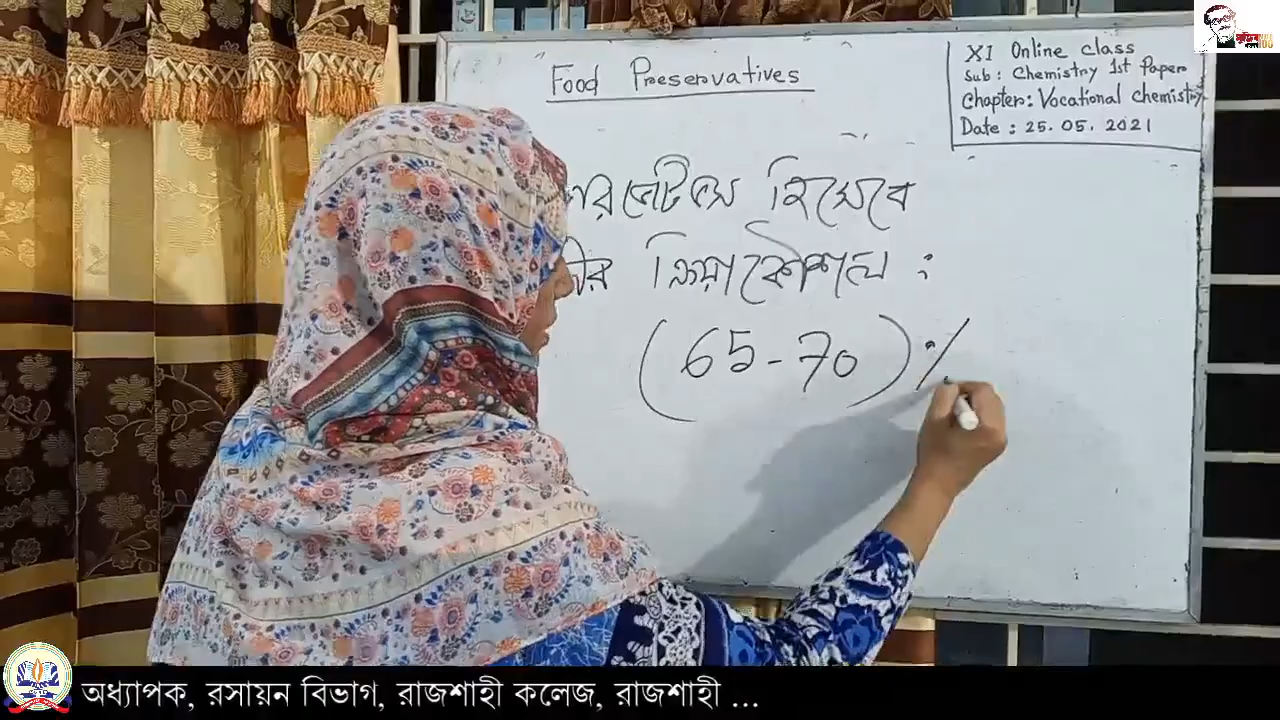 Food Preservatives
XI Online class
Sub : Chemistry 1st Paper
Chapter: Vocational Chemistry
Date : 25. 05. 2021
হিসেবে
ক্রিয়াকৌশল :
(65-70)%
অধ্যাপক, রসায়ন বিভাগ, রাজশাহী কলেজ, রাজশাহী ...